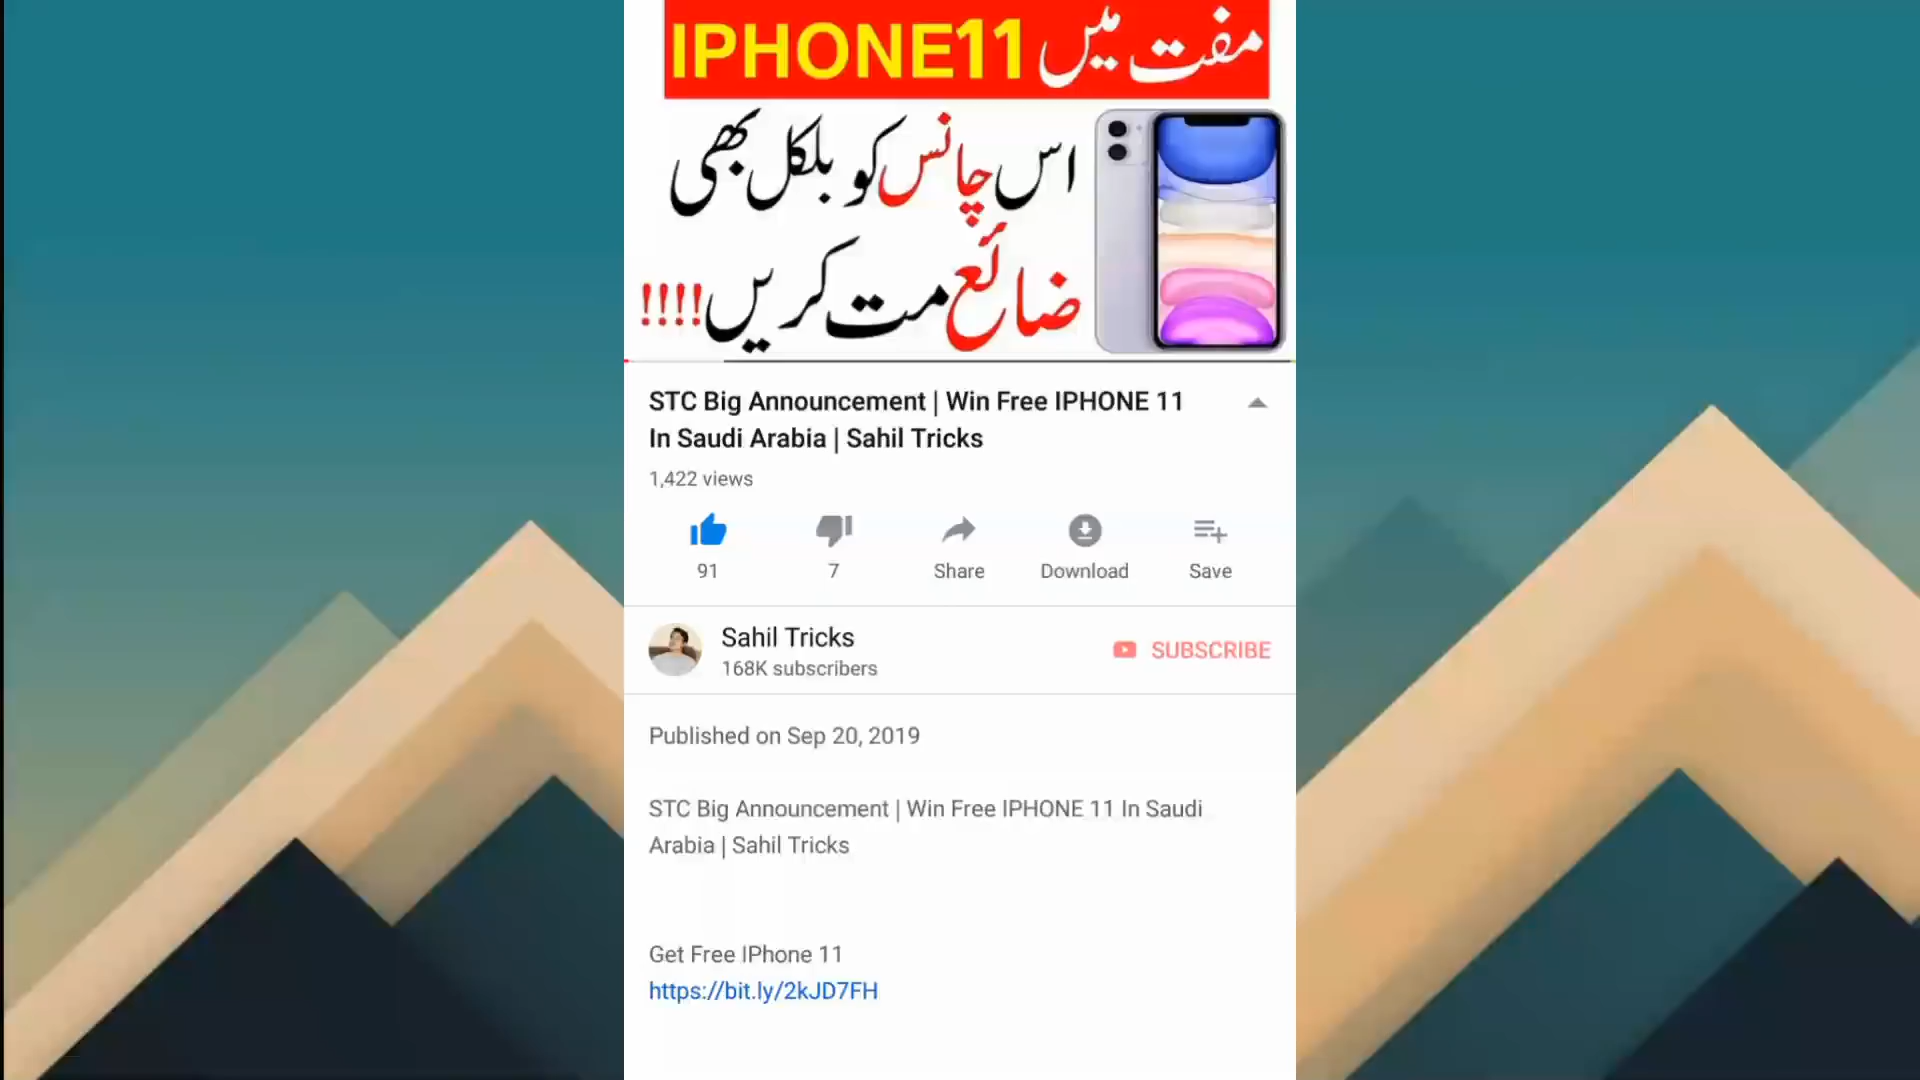 مفت میں IPHONE11
اس چانس کو بلکل بھی
ضائع مت کریں!!!!
STC Big Announcement | Win Free IPHONE 11
In Saudi Arabia | Sahil Tricks
1,422 views
91
7
Share
Download
Save
Sahil Tricks
168K subscribers
SUBSCRIBE
Published on Sep 20, 2019
STC Big Announcement | Win Free IPHONE 11 In Saudi
Arabia | Sahil Tricks
Get Free IPhone 11
https://bit.ly/2kJD7FH